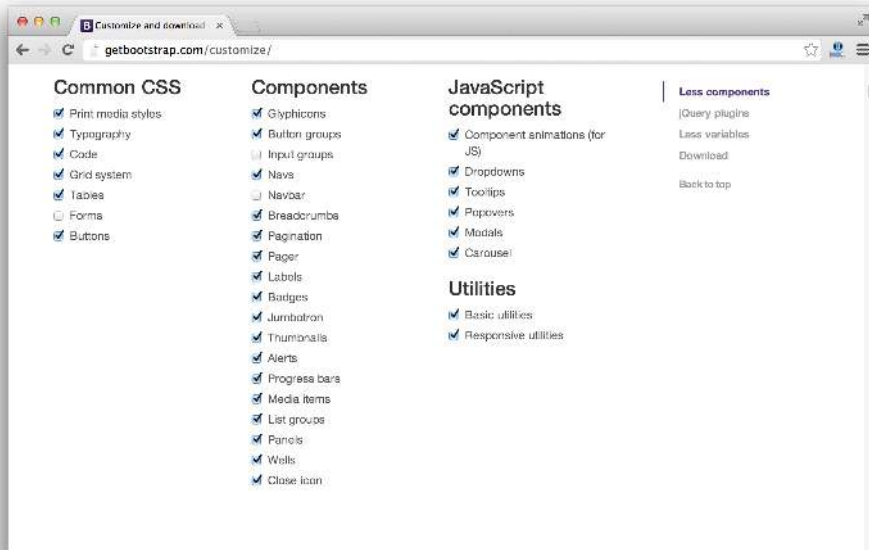 Customize and download
getbootstrap.com/customize/
Common CSS
Print media styles
Typography
Code
Grid system
Tables
Forms
Buttons
Components
Glyphicons
Button groups
Input groups
Navs
Navbar
Breadcrumbs
Pagination
Pager
Labels
Badges
Jumbotron
Thumbnails
Alerts
Progress bars
Media items
List groups
Panels
Wells
Close icon
JavaScript
components
Component animations (for
JS)
Dropdowns
Tooltips
Popovers
Modals
Carousel
Utilities
Basic utilities
Responsive utilities
Less components
jQuery plugins
Less variables
Download
Back to top